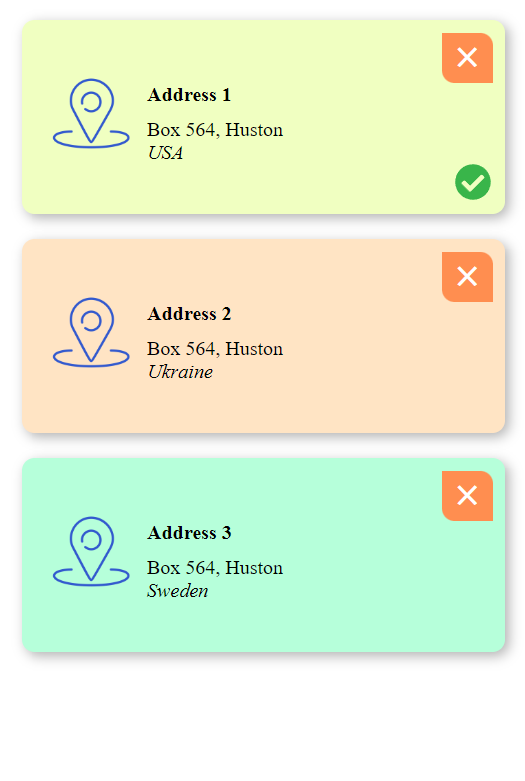 Address 1
Box 564, Huston
USA
Address 2
Box 564, Huston
Ukraine
Address 3
Box 564, Huston
Sweden